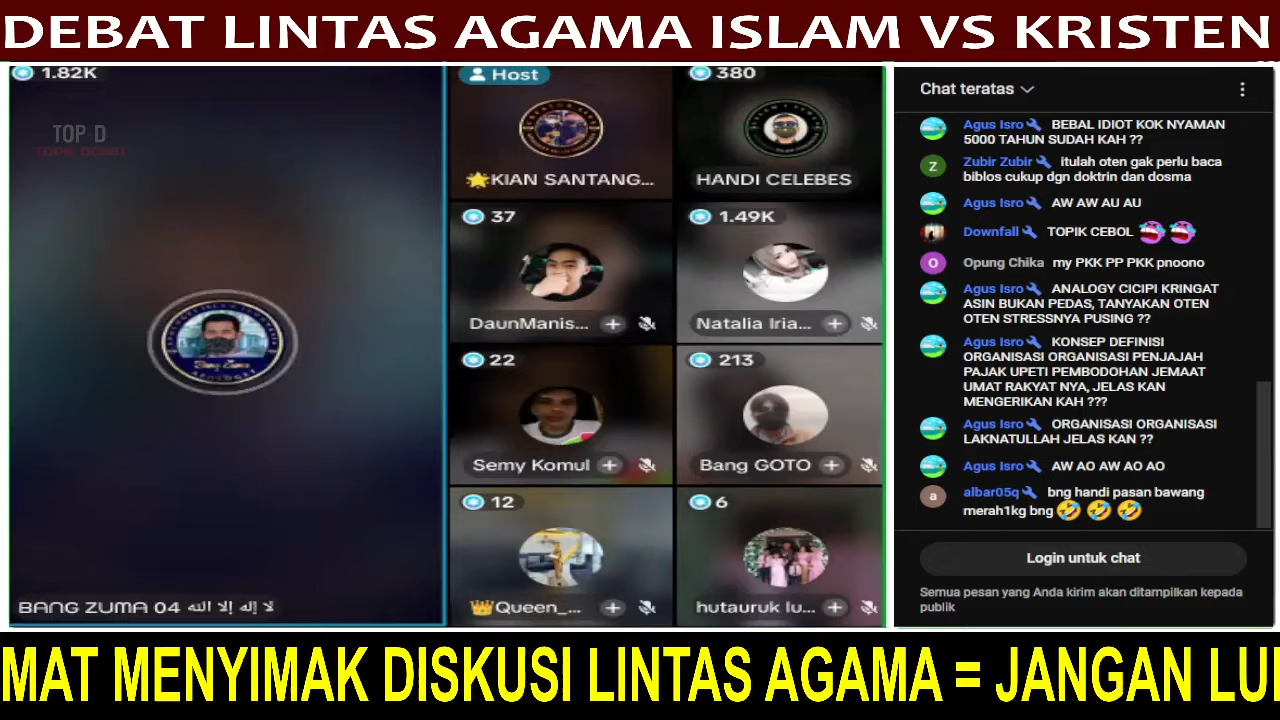 DEBAT LINTAS AGAMA ISLAM VS KRISTEN
1.82K
TOP D
TOPIK DEBAT
Bang Zuma
BANG ZUMA 04 لا إله إلا الله
Host
KIAN SANTANG...
380
HANDI CELEBES
37
DaunManis...
1.49K
Natalia Iria...
22
Semy Komul
213
Bang GOTO
12
Queen_...
6
hutauruk lu...
Chat teratas
Agus Isro BEBAL IDIOT KOK NYAMAN
5000 TAHUN SUDAH KAH ??
Z
Zubir Zubir itulah oten gak perlu baca
biblos cukup dgn doktrin dan dosma
Agus Isro AW AW AU AU
Downfall TOPIK CEBOL
O
Opung Chika my PKK PP PKK pnoono
Agus Isro ANALOGY CICIPI KRINGAT
ASIN BUKAN PEDAS, TANYAKAN OTEN
OTEN STRESSNYA PUSING ??
Agus Isro KONSEP DEFINISI
ORGANISASI ORGANISASI PENJAJAH
PAJAK UPETI PEMBODOHAN JEMAAT
UMAT RAKYAT NYA, JELAS KAN
MENGERIKAN KAH ???
Agus Isro ORGANISASI ORGANISASI
LAKNATULLAH JELAS KAN ??
Agus Isro AW AO AW AO AO
a
albar05q bng handi pasan bawang
merah1kg bng 🤣🤣🤣
Login untuk chat
Semua pesan yang Anda kirim akan ditampilkan kepada
publik
MAT MENYIMAK DISKUSI LINTAS AGAMA = JANGAN LU